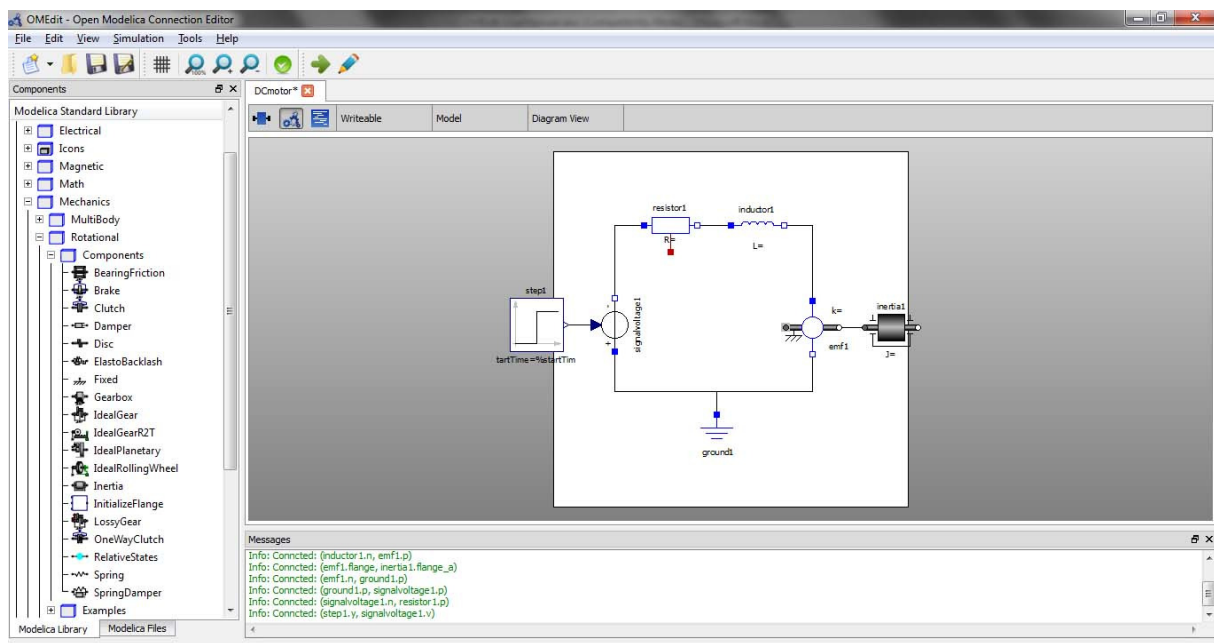 OMEdit - Open Modelica Connection Editor
File Edit View Simulation Tools Help
100%
Components
DCmotor*
Modelica Standard Library
Writeable Model Diagram View
Electrical
Icons
Magnetic
Math
Mechanics
MultiBody
Rotational
Components
BearingFriction
Brake
Clutch
Damper
Disc
ElastoBacklash
Fixed
Gearbox
IdealGear
IdealGearR2T
IdealPlanetary
IdealRollingWheel
Inertia
InitializeFlange
LossyGear
OneWayClutch
RelativeStates
Spring
SpringDamper
Examples
Modelica Library Modelica Files
resistor1
R=
inductor1
L=
step1
tartTime=%startTim
-
+
signalvoltage1
k=
emf1
inertia1
J=
ground1
Messages
Info: Conncted: (inductor1.n, emf1.p)
Info: Conncted: (emf1.flange, inertia1.flange_a)
Info: Conncted: (emf1.n, ground1.p)
Info: Conncted: (ground1.p, signalvoltage1.p)
Info: Conncted: (signalvoltage1.n, resistor1.p)
Info: Conncted: (step1.y, signalvoltage1.v)